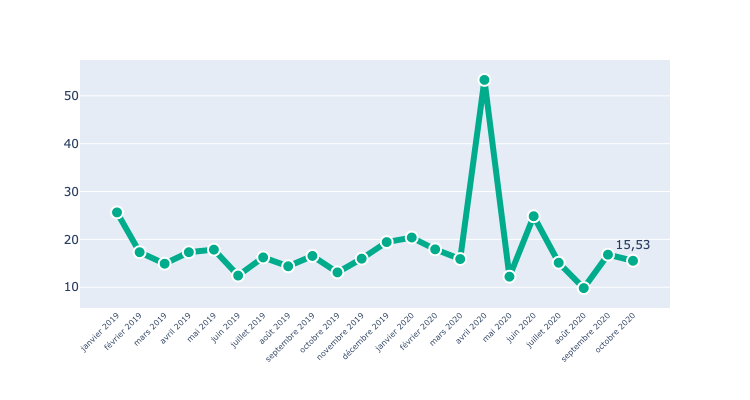 50
40
30
20
10
15,53
janvier 2019
février 2019
mars 2019
avril 2019
mai 2019
juin 2019
juillet 2019
août 2019
septembre 2019
octobre 2019
novembre 2019
décembre 2019
janvier 2020
février 2020
mars 2020
avril 2020
mai 2020
juin 2020
juillet 2020
août 2020
septembre 2020
octobre 2020